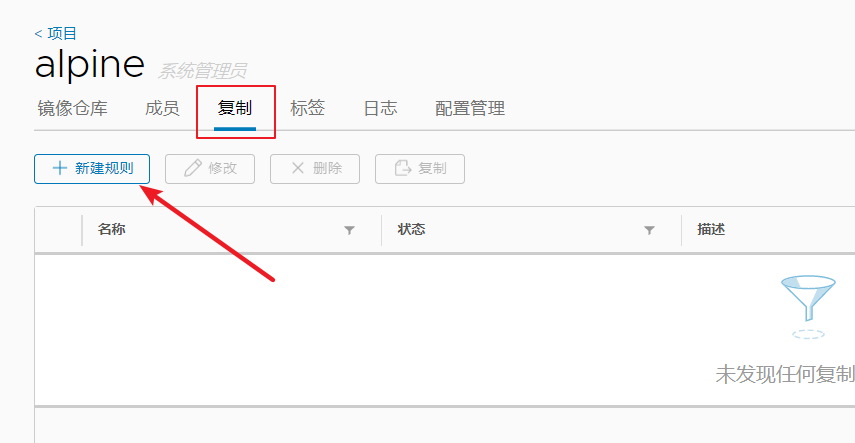 < 项目
alpine 系统管理员
镜像仓库 成员 复制 标签 日志 配置管理
新建规则 修改 删除 复制
名称 状态 描述
未发现任何复制